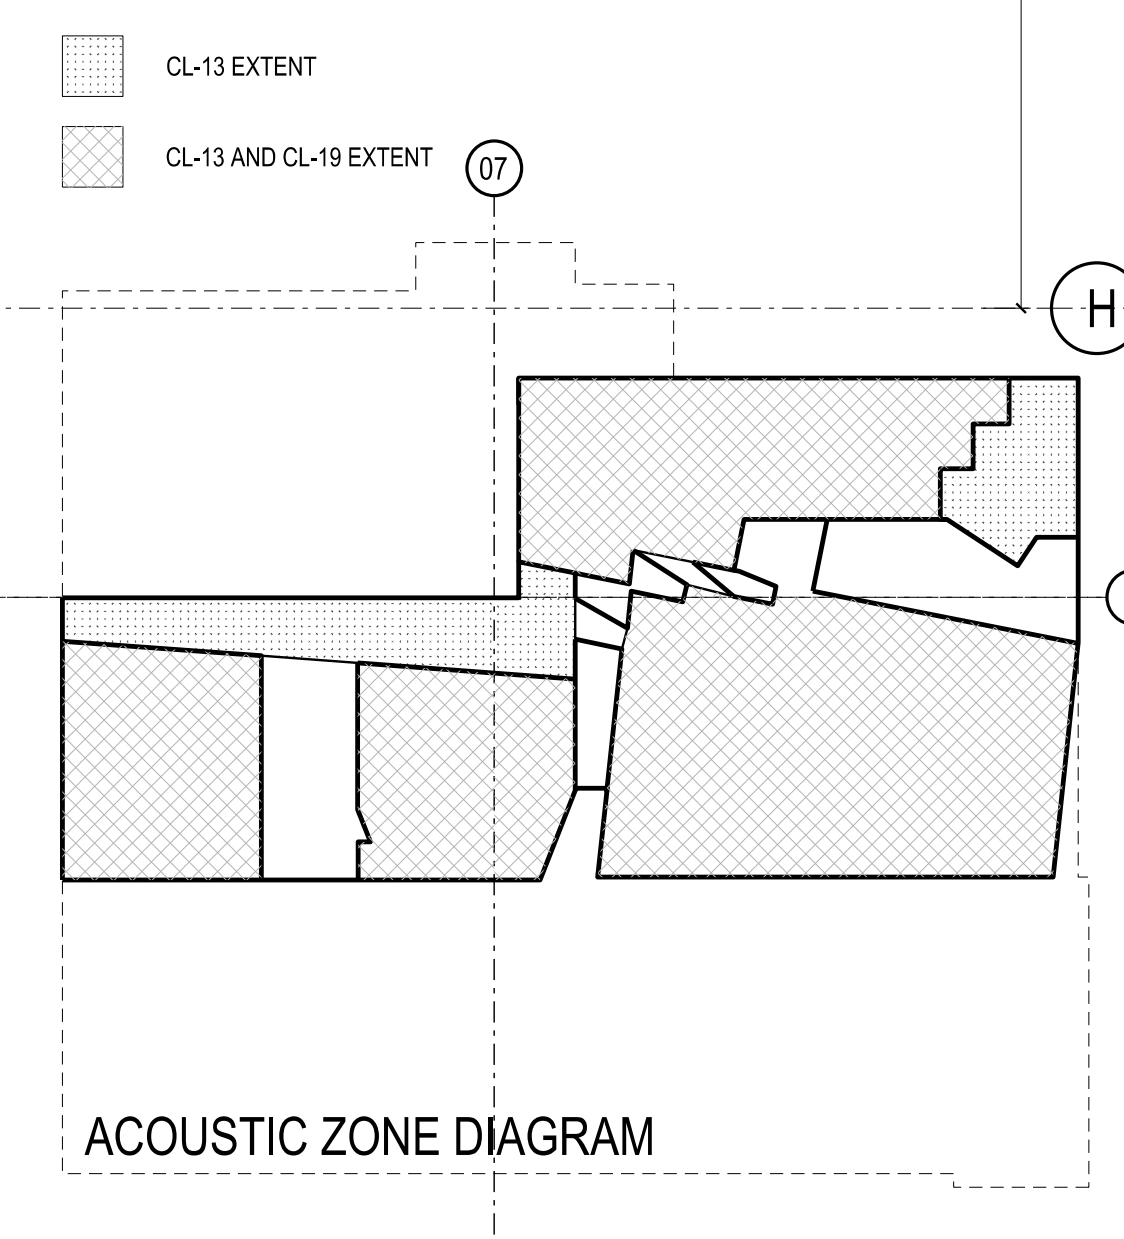 CL-13 EXTENT
CL-13 AND CL-19 EXTENT
07
H
ACOUSTIC ZONE DIAGRAM